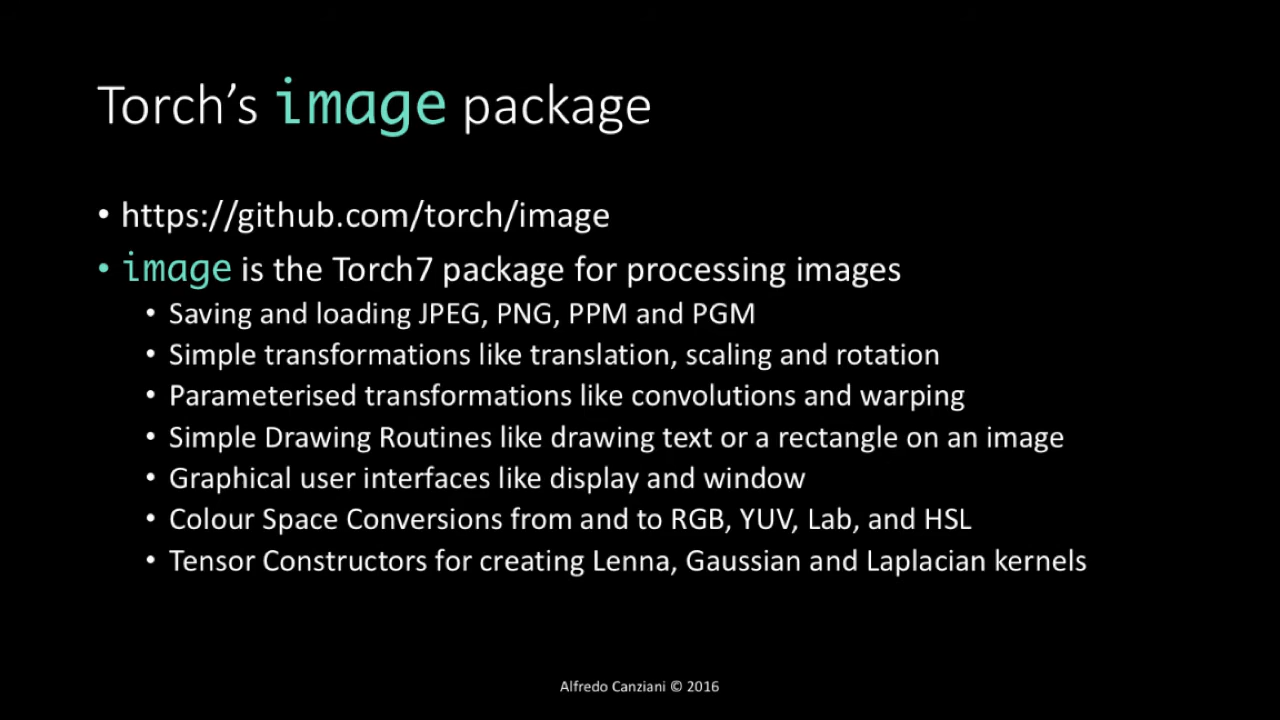 Torch's image package
• https://github.com/torch/image
• image is the Torch7 package for processing images
• Saving and loading JPEG, PNG, PPM and PGM
• Simple transformations like translation, scaling and rotation
• Parameterised transformations like convolutions and warping
• Simple Drawing Routines like drawing text or a rectangle on an image
• Graphical user interfaces like display and window
• Colour Space Conversions from and to RGB, YUV, Lab, and HSL
• Tensor Constructors for creating Lenna, Gaussian and Laplacian kernels
Alfredo Canziani © 2016